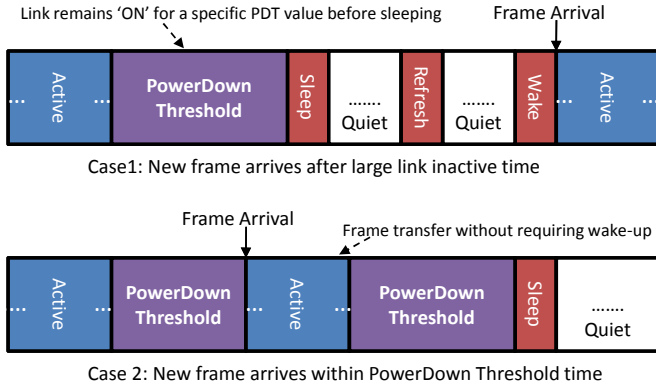 Link remains ‘ON’ for a specific PDT value before sleeping
Frame Arrival
... Active ...
PowerDown
Threshold
Sleep
.......
Quiet
Refresh
.......
Quiet
Wake
... Active ...
Case1: New frame arrives after large link inactive time
Frame Arrival
Frame transfer without requiring wake-up
... Active ...
PowerDown
Threshold
... Active ...
PowerDown
Threshold
Sleep
.......
Quiet
Case 2: New frame arrives within PowerDown Threshold time